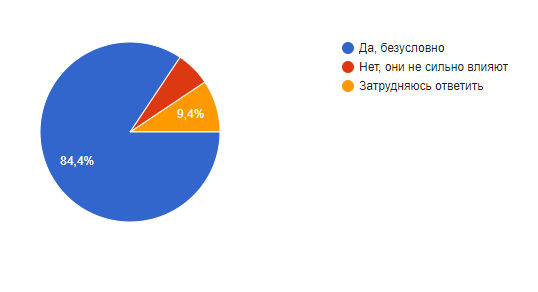 Да, безусловно
Нет, они не сильно влияют
Затрудняюсь ответить
9,4%
84,4%